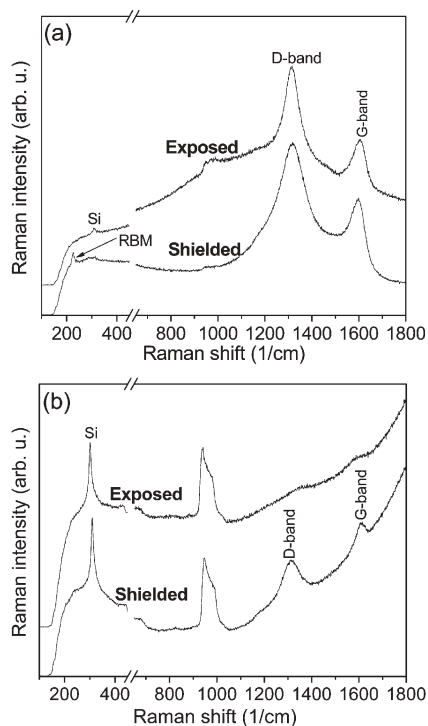 (a)
D-band
G-band
Exposed
Si
RBM
Shielded
Raman intensity (arb. u.)
200 400 800 1000 1200 1400 1600 1800
Raman shift (1/cm)
(b)
Si
Exposed
D-band
G-band
Shielded
Raman intensity (arb. u.)
200 400 800 1000 1200 1400 1600 1800
Raman shift (1/cm)